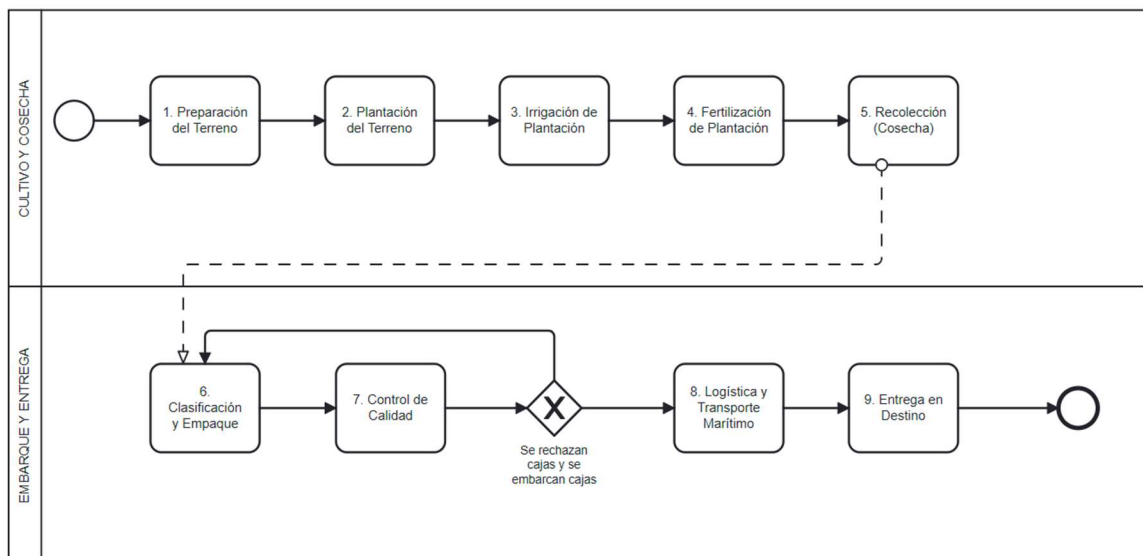 CULTIVO Y COSECHA
1. Preparación
del Terreno
2. Plantación
del Terreno
3. Irrigación de
Plantación
4. Fertilización
de Plantación
5. Recolección
(Cosecha)
EMBARQUE Y ENTREGA
6.
Clasificación
y Empaque
7. Control de
Calidad
X
Se rechazan
cajas y se
embarcan cajas
8. Logística y
Transporte
Marítimo
9. Entrega en
Destino